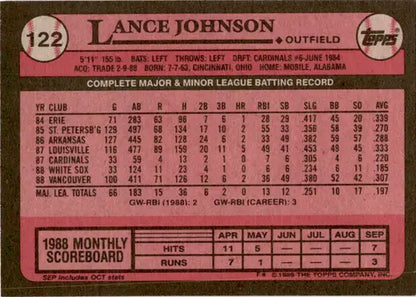 122
LANCE JOHNSON
OUTFIELD
TOPPS
5'11" 155 lb. BATS: LEFT THROWS: LEFT DRFT: CARDINALS #6-JUNE 1984
ACQ: TRADE 2-9-88 BORN: 7-7-63, CINCINNATI, OHIO HOME: MOBILE, ALABAMA
COMPLETE MAJOR & MINOR LEAGUE BATTING RECORD
YR CLUB G AB R H 2B 3B HR RBI SB SLG BB SO AVG
84 ERIE 71 283 63 96 7 5 1 28 29 .417 45 20 .339
85 ST. PETERSB'G 129 497 68 134 17 10 2 55 33 .356 58 39 .270
86 ARKANSAS 127 445 82 128 24 6 2 33 49 .382 59 57 .288
87 LOUISVILLE 116 477 89 159 21 11 5 54 42 .455 49 45 .333
87 CARDINALS 33 59 4 13 2 1 0 7 6 .288 4 6 .220
88 WHITE SOX 33 124 11 23 4 1 0 6 6 .234 6 11 .185
88 VANCOUVER 100 411 71 126 12 6 2 36 49 .380 52 42 .307
MAJ. LEA. TOTALS 66 183 15 36 6 2 0 13 12 .251 10 17 .197
GW-RBI (1988): 2 GW-RBI (CAREER): 3
1988 MONTHLY SCOREBOARD
APR MAY JUN JUL AUG SEP
HITS 11 5 — — — 7
RUNS 7 1 — — — 3
SEP includes OCT stats
F* © 1989 THE TOPPS COMPANY, INC.